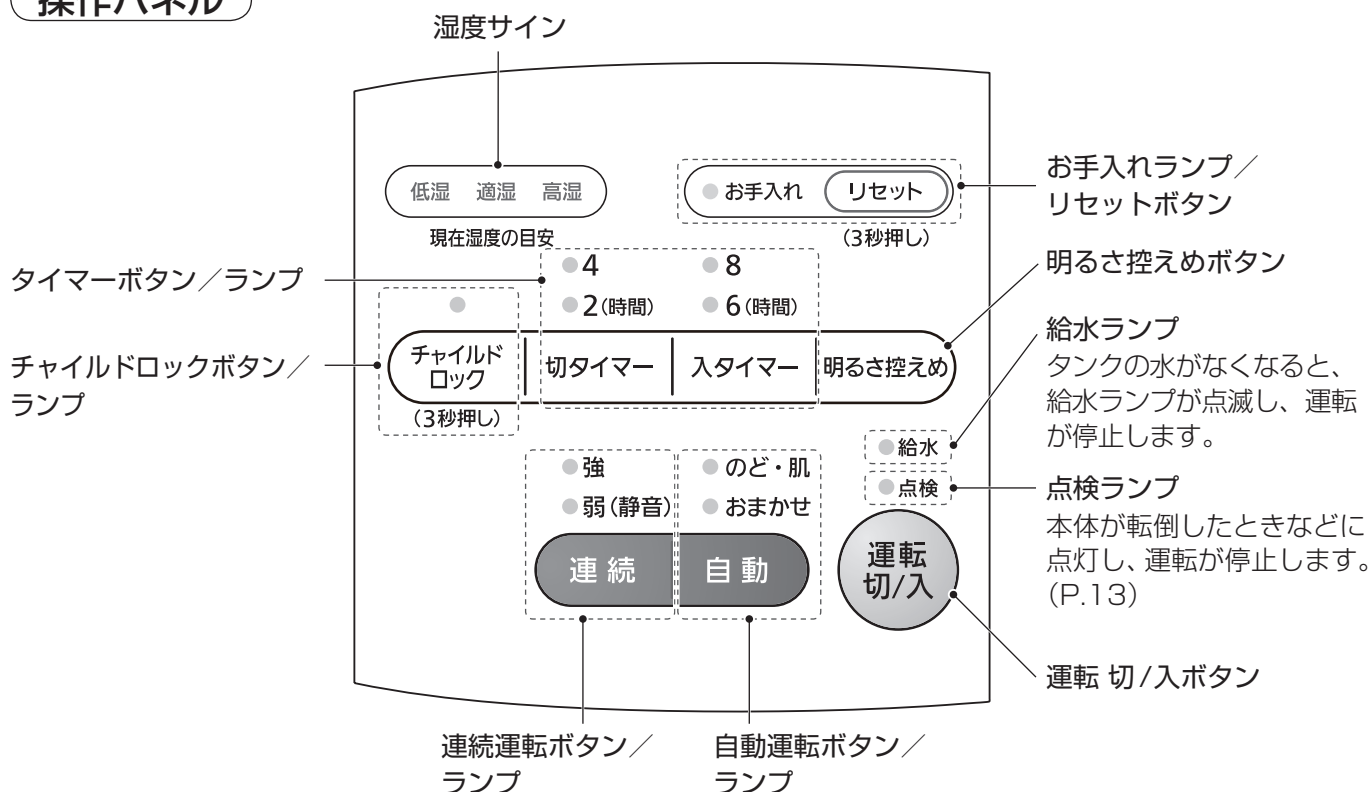 操作パネル
湿度サイン
低湿 適湿 高湿
現在湿度の目安
お手入れ リセット
(3秒押し)
お手入れランプ/
リセットボタン
タイマーボタン/ランプ
4 8
2(時間) 6(時間)
明るさ控えめボタン
チャイルドロックボタン/
ランプ
チャイルド
ロック
切タイマー 入タイマー 明るさ控えめ
(3秒押し)
給水ランプ
タンクの水がなくなると、
給水ランプが点滅し、運転
が停止します。
強 のど・肌
弱(静音) おまかせ
給水
点検
点検ランプ
本体が転倒したときなどに
点灯し、運転が停止します。
(P.13)
連続 自動
運転
切/入
運転 切/入ボタン
連続運転ボタン/
ランプ
自動運転ボタン/
ランプ